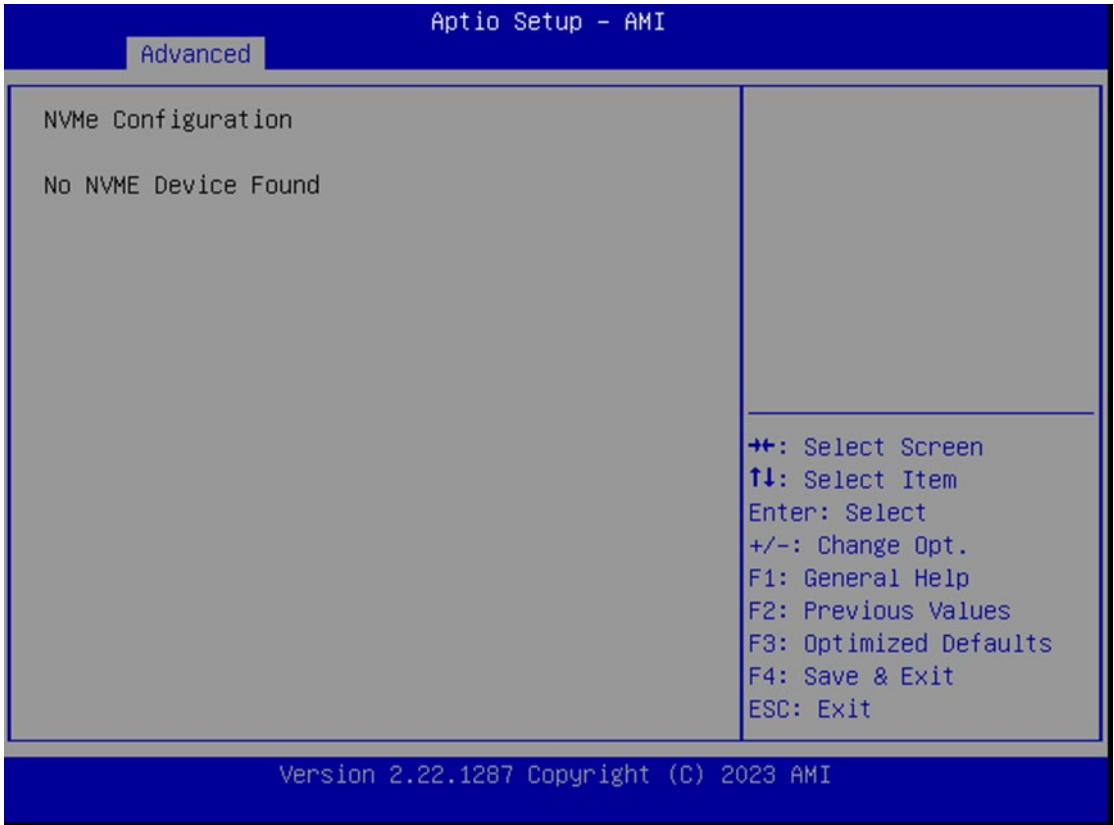 Aptio Setup – AMI
Advanced
NVMe Configuration
No NVME Device Found
→←: Select Screen
↑↓: Select Item
Enter: Select
+/-: Change Opt.
F1: General Help
F2: Previous Values
F3: Optimized Defaults
F4: Save & Exit
ESC: Exit
Version 2.22.1287 Copyright (C) 2023 AMI